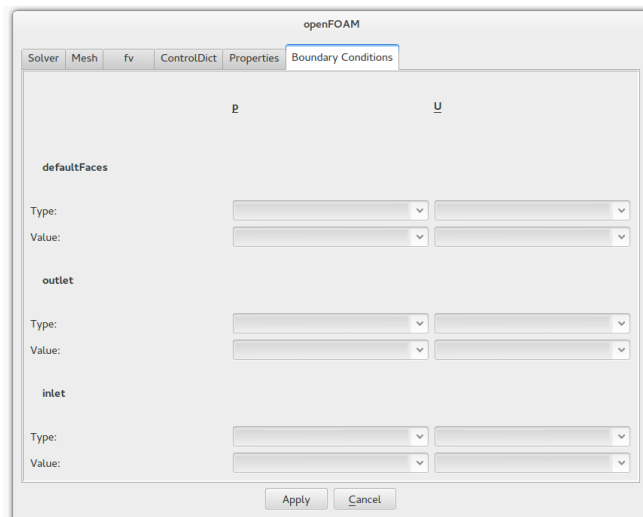 openFOAM
Solver Mesh fv ControlDict Properties Boundary Conditions
p U
defaultFaces
Type:
Value:
outlet
Type:
Value:
inlet
Type:
Value:
Apply Cancel